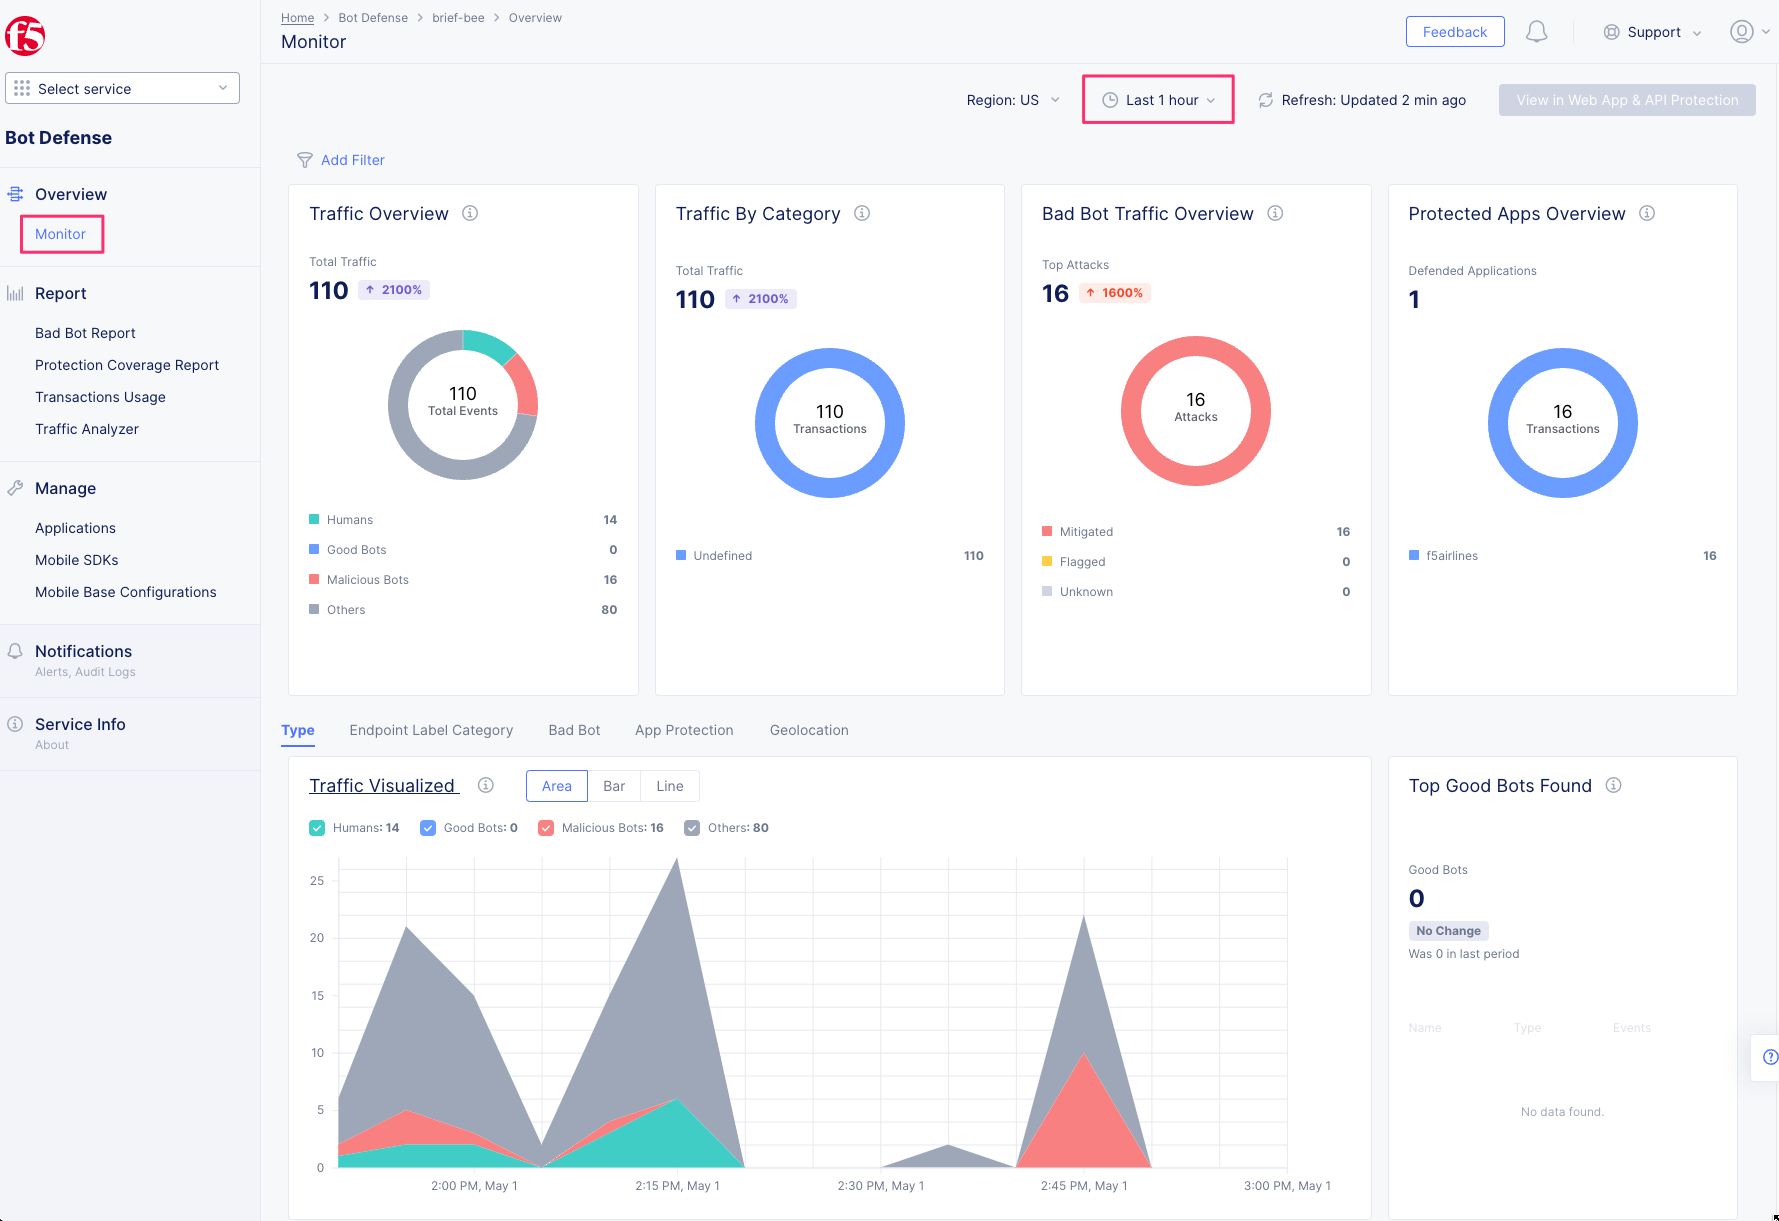 f5
Home > Bot Defense > brief-bee > Overview
Monitor
Feedback
Support
Select service
Bot Defense
Overview
Monitor
Report
Bad Bot Report
Protection Coverage Report
Transactions Usage
Traffic Analyzer
Manage
Applications
Mobile SDKs
Mobile Base Configurations
Notifications
Alerts, Audit Logs
Service Info
About
Region: US
Last 1 hour
Refresh: Updated 2 min ago
View in Web App & API Protection
Add Filter
Traffic Overview
Total Traffic
110 ↑ 2100%
110
Total Events
Humans 14
Good Bots 0
Malicious Bots 16
Others 80
Traffic By Category
Total Traffic
110 ↑ 2100%
110
Transactions
Undefined 110
Bad Bot Traffic Overview
Top Attacks
16 ↑ 1600%
16
Attacks
Mitigated 16
Flagged 0
Unknown 0
Protected Apps Overview
Defended Applications
1
16
Transactions
f5airlines 16
Type Endpoint Label Category Bad Bot App Protection Geolocation
Traffic Visualized
Area Bar Line
Humans: 14 Good Bots: 0 Malicious Bots: 16 Others: 80
25
20
15
10
5
0
2:00 PM, May 1 2:15 PM, May 1 2:30 PM, May 1 2:45 PM, May 1 3:00 PM, May 1
Top Good Bots Found
Good Bots
0
No Change
Was 0 in last period
Name Type Events
No data found.